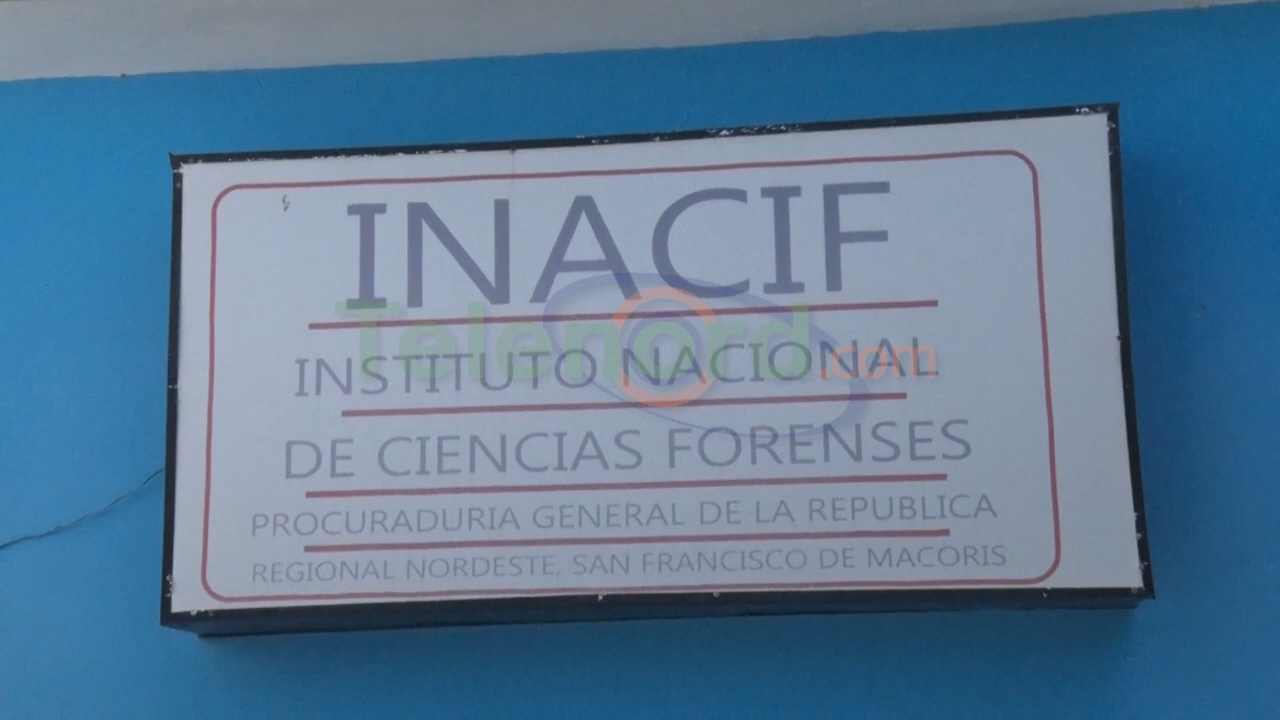 INACIF
Telenord.com
INSTITUTO NACIONAL
DE CIENCIAS FORENSES
PROCURADURIA GENERAL DE LA REPUBLICA
REGIONAL NORDESTE, SAN FRANCISCO DE MACORIS